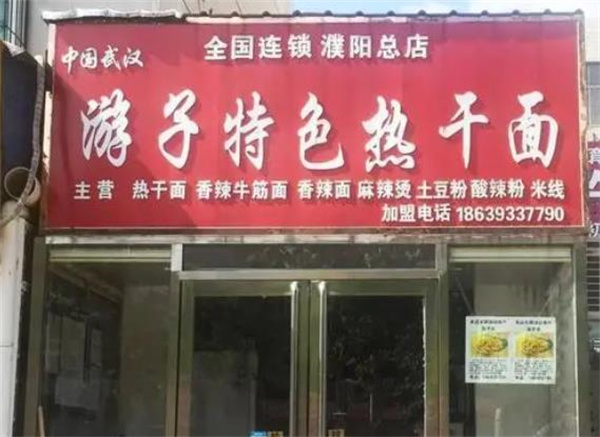 中国武汉 全国连锁 濮阳总店
游子特色热干面
主营 热干面 香辣牛筋面 香辣面 麻辣烫 土豆粉 酸辣粉 米线
加盟电话 18639337790